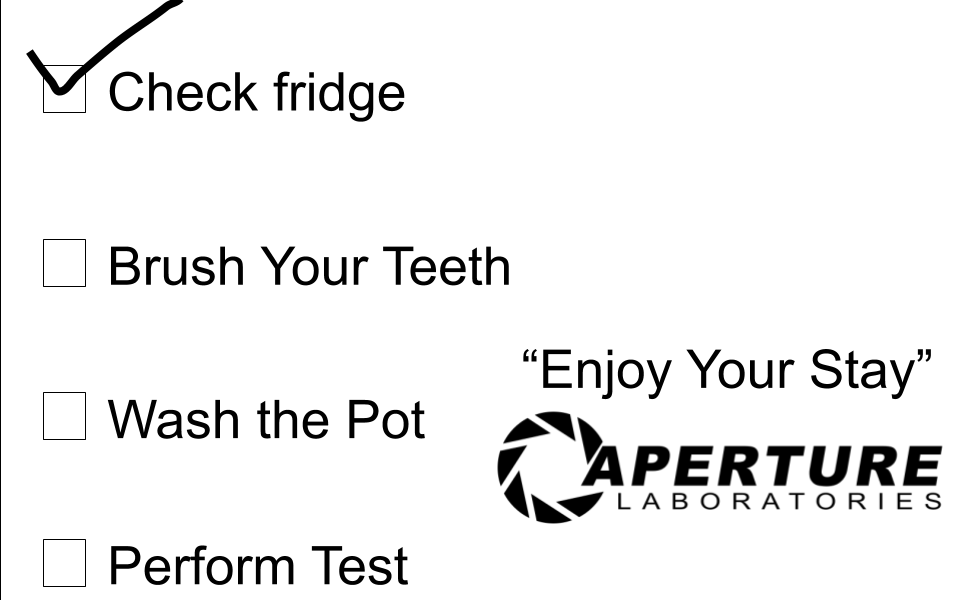 Check fridge
Brush Your Teeth
“Enjoy Your Stay”
Wash the Pot
APERTURE
LABORATORIES
Perform Test